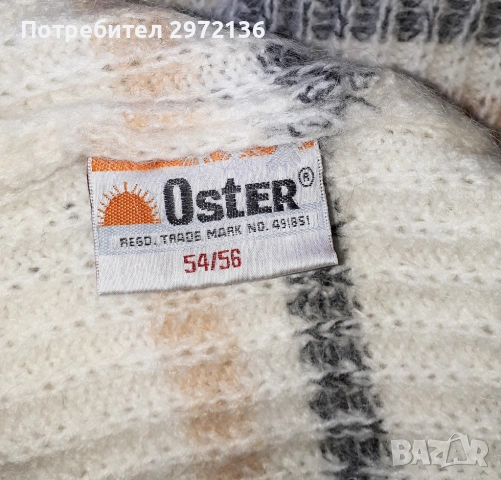 Потребител 2972136
OstER®
REGD. TRADE MARK NO. 491851
54/56
BAZAR